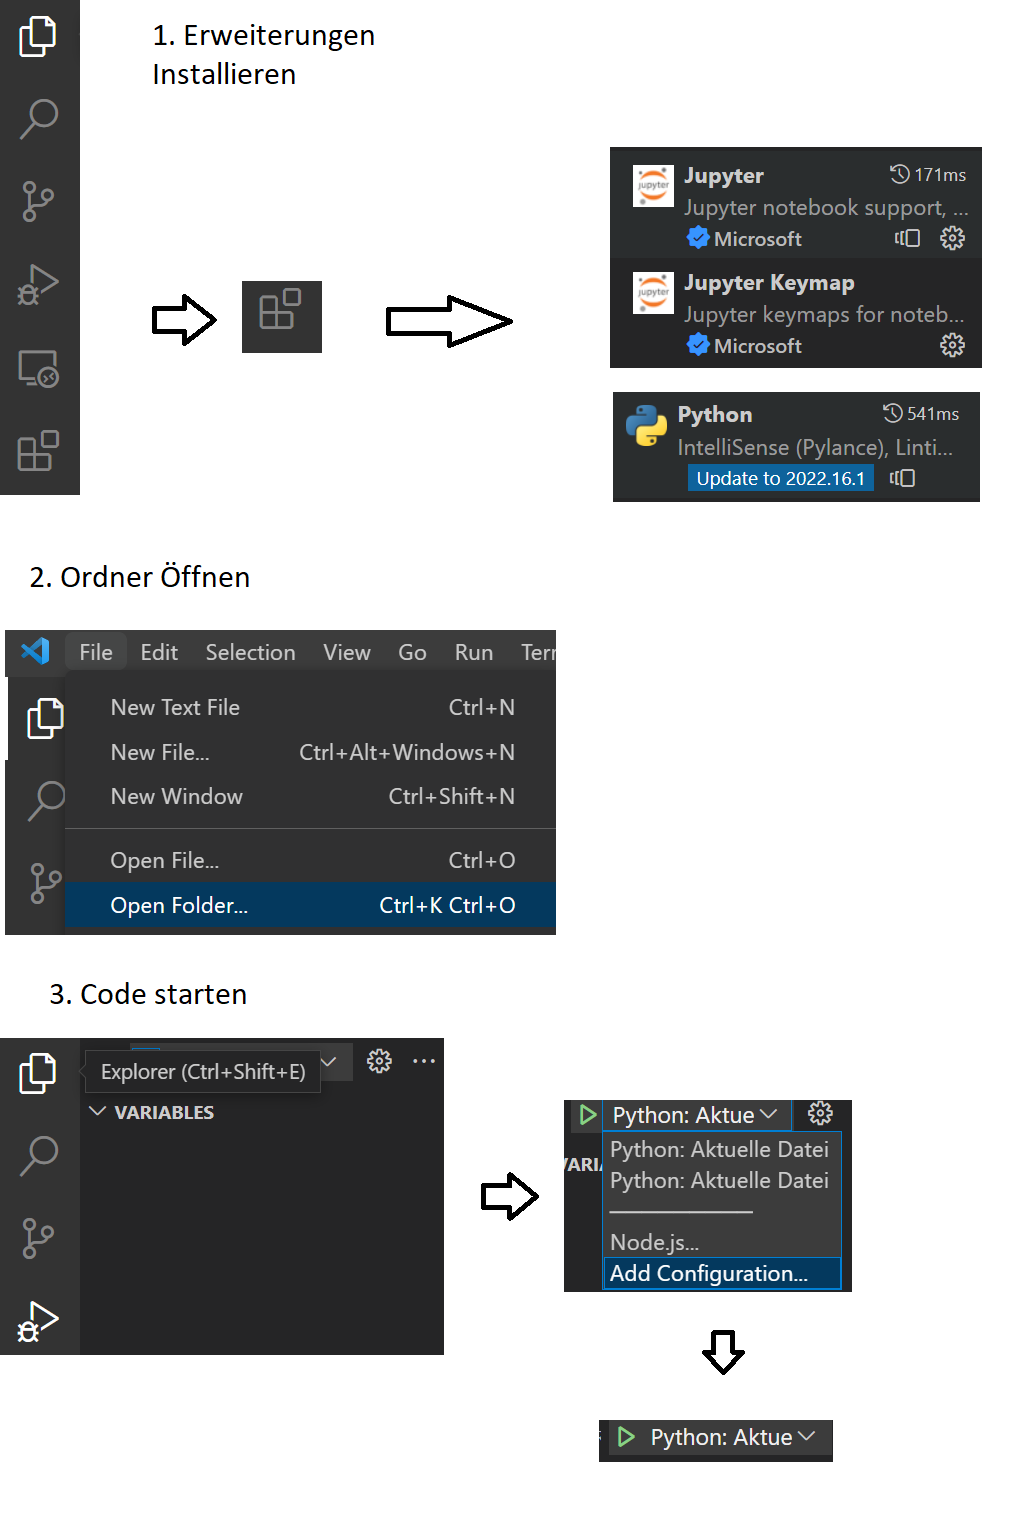 1. Erweiterungen
Installieren
Jupyter 171ms
Jupyter notebook support, ...
Microsoft
Jupyter Keymap
Jupyter keymaps for noteb...
Microsoft
Python 541ms
IntelliSense (Pylance), Linti...
Update to 2022.16.1
2. Ordner Öffnen
File Edit Selection View Go Run Terr
New Text File Ctrl+N
New File... Ctrl+Alt+Windows+N
New Window Ctrl+Shift+N
Open File... Ctrl+O
Open Folder... Ctrl+K Ctrl+O
3. Code starten
Explorer (Ctrl+Shift+E)
VARIABLES
Python: Aktue
VARIA
Python: Aktuelle Datei
Python: Aktuelle Datei
Node.js...
Add Configuration...
Python: Aktue